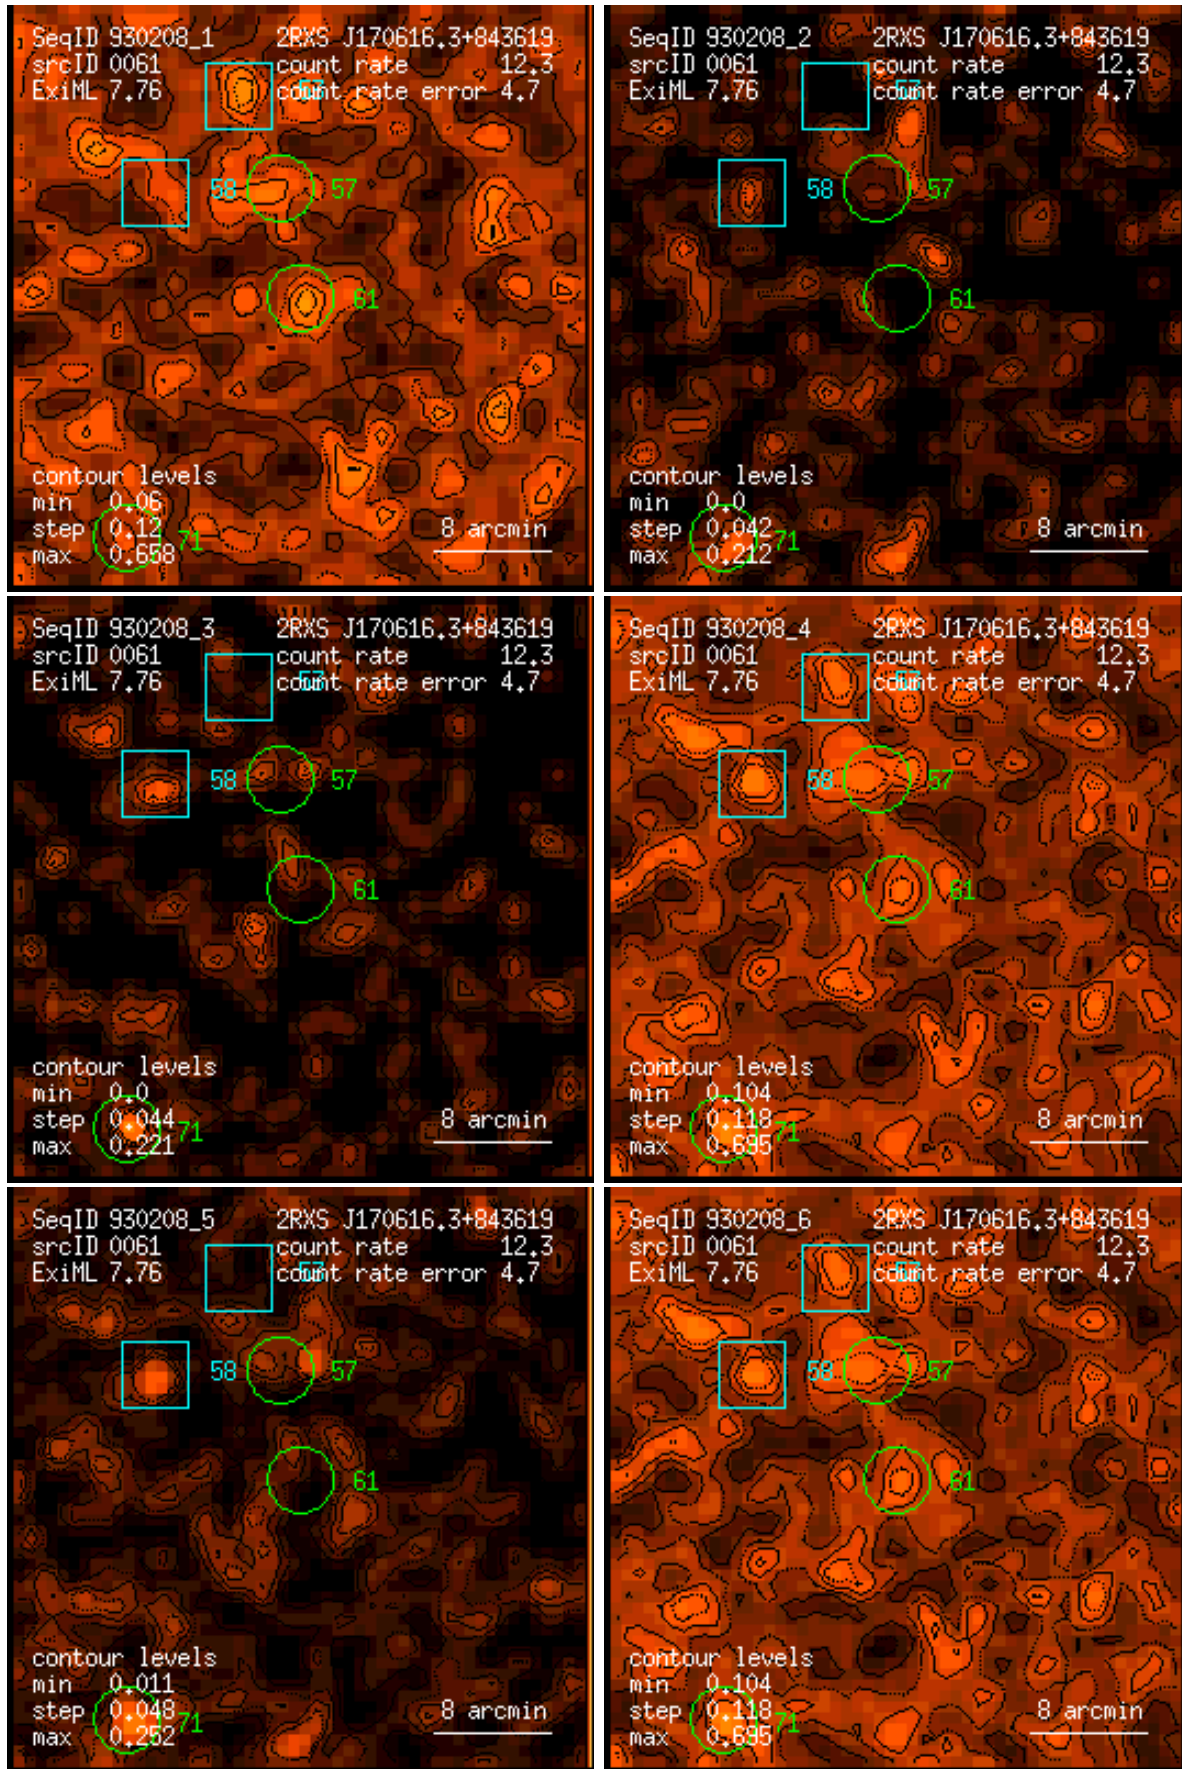 SeqID 930208_1 2RXS J170616.3+843619
srcID 0061 count rate 12.3
ExiML 7.76 count rate error 4.7
58 57
61
contour levels
min 0.06
step 0.12 8 arcmin
71
max 0.658
SeqID 930208_2 2RXS J170616.3+843619
srcID 0061 count rate 12.3
ExiML 7.76 count rate error 4.7
58 57
61
contour levels
min 0.0
step 0.042 8 arcmin
71
max 0.212
SeqID 930208_3 2RXS J170616.3+843619
srcID 0061 count rate 12.3
ExiML 7.76 count rate error 4.7
58 57
61
contour levels
min 0.0
step 0.044 8 arcmin
71
max 0.221
SeqID 930208_4 2RXS J170616.3+843619
srcID 0061 count rate 12.3
ExiML 7.76 count rate error 4.7
58 57
61
contour levels
min 0.104
step 0.118 8 arcmin
71
max 0.695
SeqID 930208_5 2RXS J170616.3+843619
srcID 0061 count rate 12.3
ExiML 7.76 count rate error 4.7
58 57
61
contour levels
min 0.011
step 0.048 8 arcmin
71
max 0.252
SeqID 930208_6 2RXS J170616.3+843619
srcID 0061 count rate 12.3
ExiML 7.76 count rate error 4.7
58 57
61
contour levels
min 0.104
step 0.118 8 arcmin
71
max 0.695